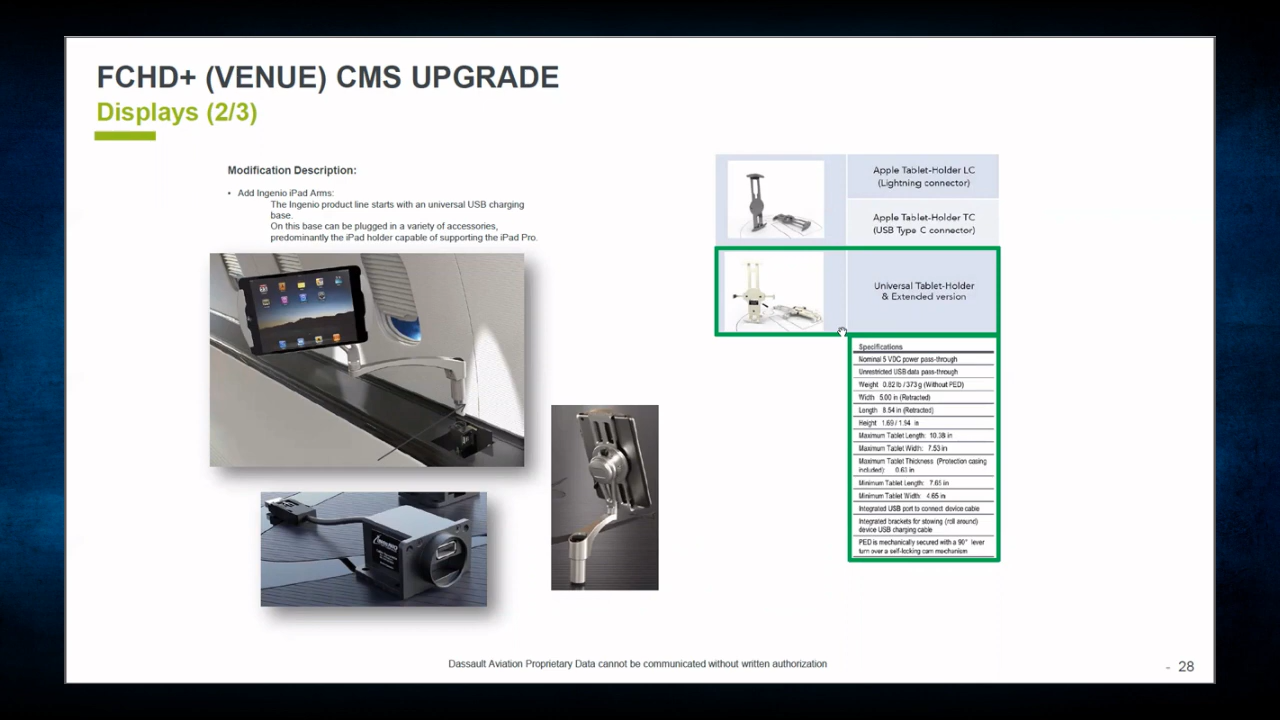 FCHD+ (VENUE) CMS UPGRADE
Displays (2/3)
Modification Description:
• Add Ingenio iPad Arms:
The Ingenio product line starts with an universal USB charging
base.
On this base can be plugged in a variety of accessories,
predominantly the iPad holder capable of supporting the iPad Pro.
Apple Tablet-Holder LC
(Lightning connector)
Apple Tablet-Holder TC
(USB Type C connector)
Universal Tablet-Holder
& Extended version
Specifications
Nominal 5 VDC power pass-through
Unrestricted USB data pass-through
Weight 0.82 lb / 373 g (Without PED)
Width 5.00 in (Retracted)
Length 8.54 in (Retracted)
Height 1.69 / 1.94 in
Maximum Tablet Length: 10.38 in
Maximum Tablet Width: 7.53 in
Maximum Tablet Thickness (Protection casing
included): 0.63 in
Minimum Tablet Length: 7.65 in
Minimum Tablet Width: 4.65 in
Integrated USB port to connect device cable
Integrated brackets for stowing (roll around)
device USB charging cable
PED is mechanically secured with a 90° lever
turn over a self-locking cam mechanism
Dassault Aviation Proprietary Data cannot be communicated without written authorization
- 28